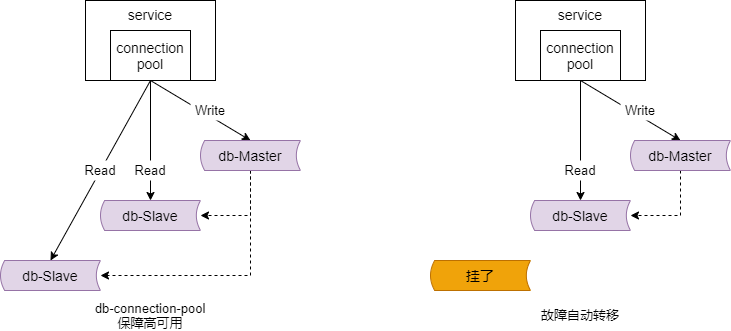 service
connection
pool
Write
db-Master
Read
Read
db-Slave
db-Slave
db-connection-pool
保障高可用
service
connection
pool
Write
db-Master
Read
db-Slave
挂了
故障自动转移